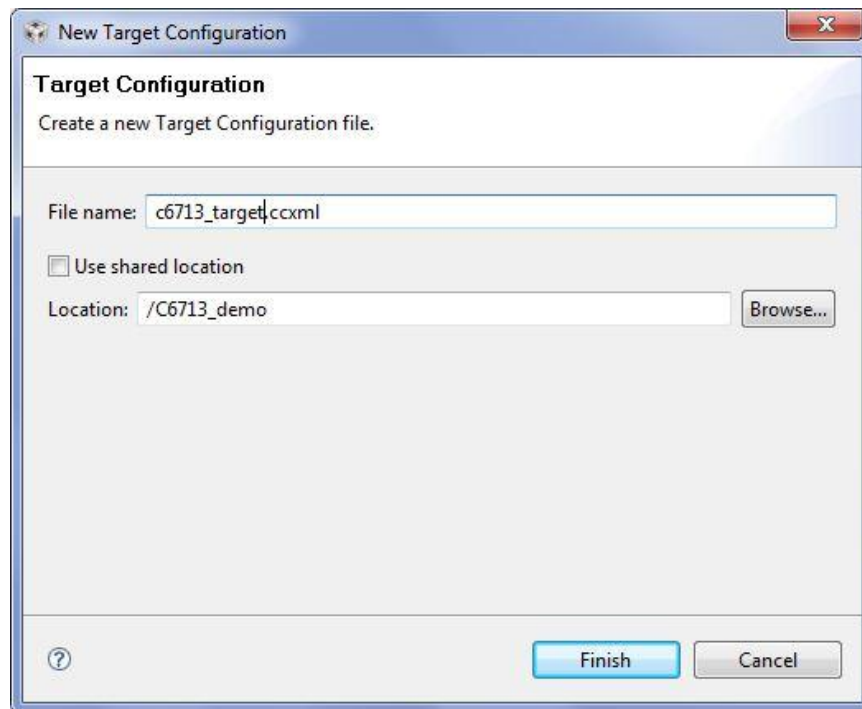 New Target Configuration
Target Configuration
Create a new Target Configuration file.
File name: c6713_target.ccxml
Use shared location
Location: /C6713_demo Browse...
? Finish Cancel